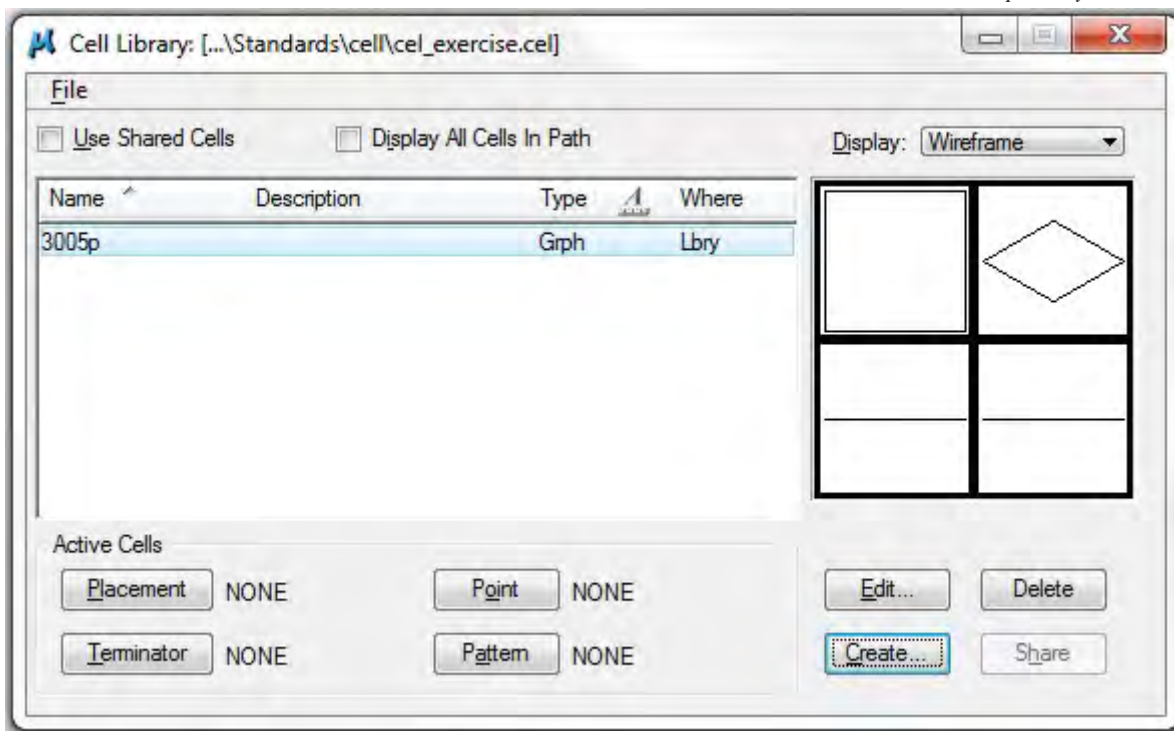 Cell Library: [...\Standards\cell\cel_exercise.cel]
File
Use Shared Cells Display All Cells In Path Display: Wireframe
Name Description Type Where
3005p Grph Lbry
Active Cells
Placement NONE Point NONE Edit... Delete
Terminator NONE Pattern NONE Create... Share